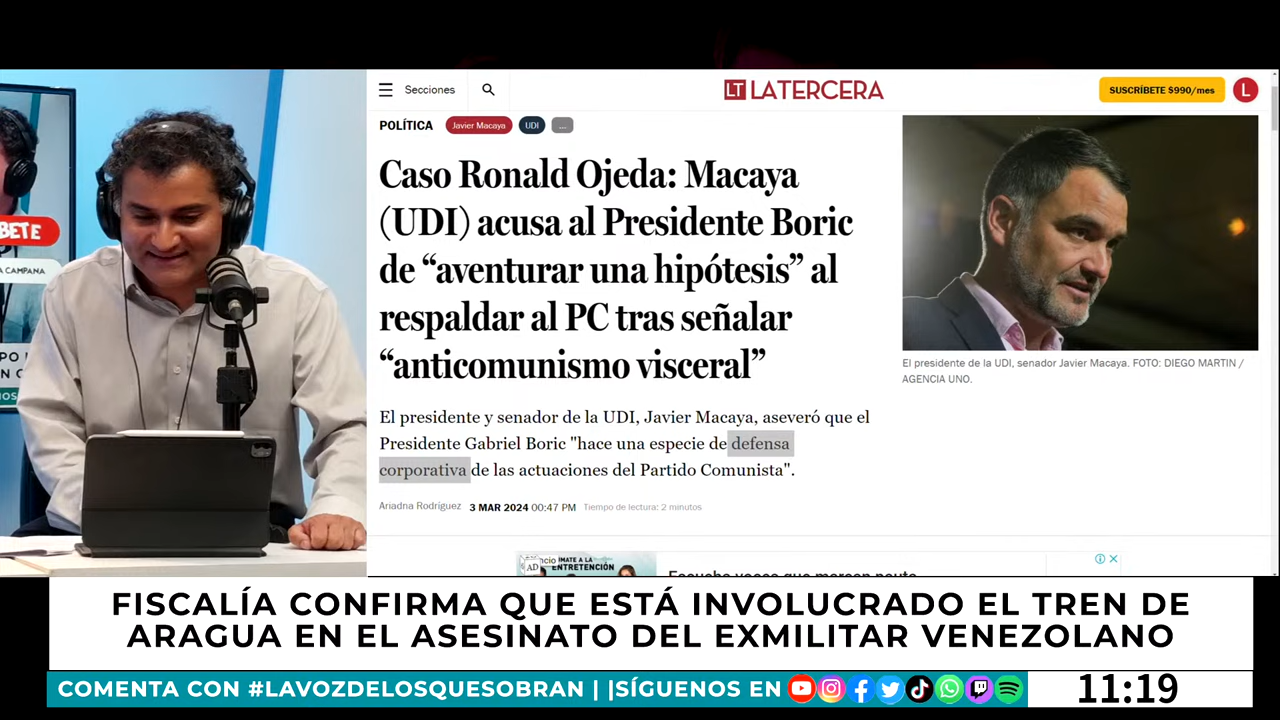 BETE
A CAMPANA
Secciones
LT LATERCERA
SUSCRÍBETE $990/mes
L
POLÍTICA
Javier Macaya
UDI
...
Caso Ronald Ojeda: Macaya
(UDI) acusa al Presidente Boric
de “aventurar una hipótesis” al
respaldar al PC tras señalar
“anticomunismo visceral”
El presidente y senador de la UDI, Javier Macaya, aseveró que el
Presidente Gabriel Boric "hace una especie de defensa
corporativa de las actuaciones del Partido Comunista".
Ariadna Rodríguez 3 MAR 2024 00:47 PM Tiempo de lectura: 2 minutos
El presidente de la UDI, senador Javier Macaya. FOTO: DIEGO MARTIN /
AGENCIA UNO.
AD
ENTRETENCIÓN
FISCALÍA CONFIRMA QUE ESTÁ INVOLUCRADO EL TREN DE
ARAGUA EN EL ASESINATO DEL EXMILITAR VENEZOLANO
COMENTA CON #LAVOZDELOSQUESOBRAN | |SÍGUENOS EN
11:19